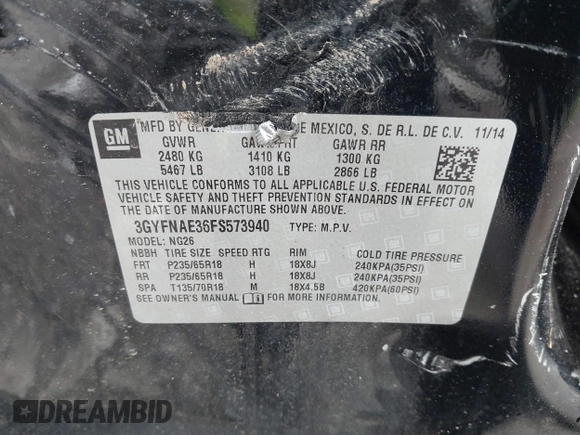 GM
MFD BY GENER E MEXICO, S. DE R.L. DE C.V. 11/14
GVWR GAW RT GAWR RR
2480 KG 1410 KG 1300 KG
5467 LB 3108 LB 2866 LB
THIS VEHICLE CONFORMS TO ALL APPLICABLE U.S. FEDERAL MOTOR
VEHICLE SAFETY AND THEFT PREVENTION STANDARDS IN EFFECT ON
THE DATE OF MANUFACTURE SHOWN ABOVE.
3GYFNAE36FS573940 TYPE: M.P.V.
MODEL: NG26
NBBH TIRE SIZE SPEED RTG RIM COLD TIRE PRESSURE
FRT P235/65R18 H 18X8J 240KPA(35PSI)
RR P235/65R18 H 18X8J 240KPA(35PSI)
SPA T135/70R18 M 18X4.5B 420KPA(60PSI)
SEE OWNER'S MANUAL FOR MORE INFORMATION.
DREAMBID